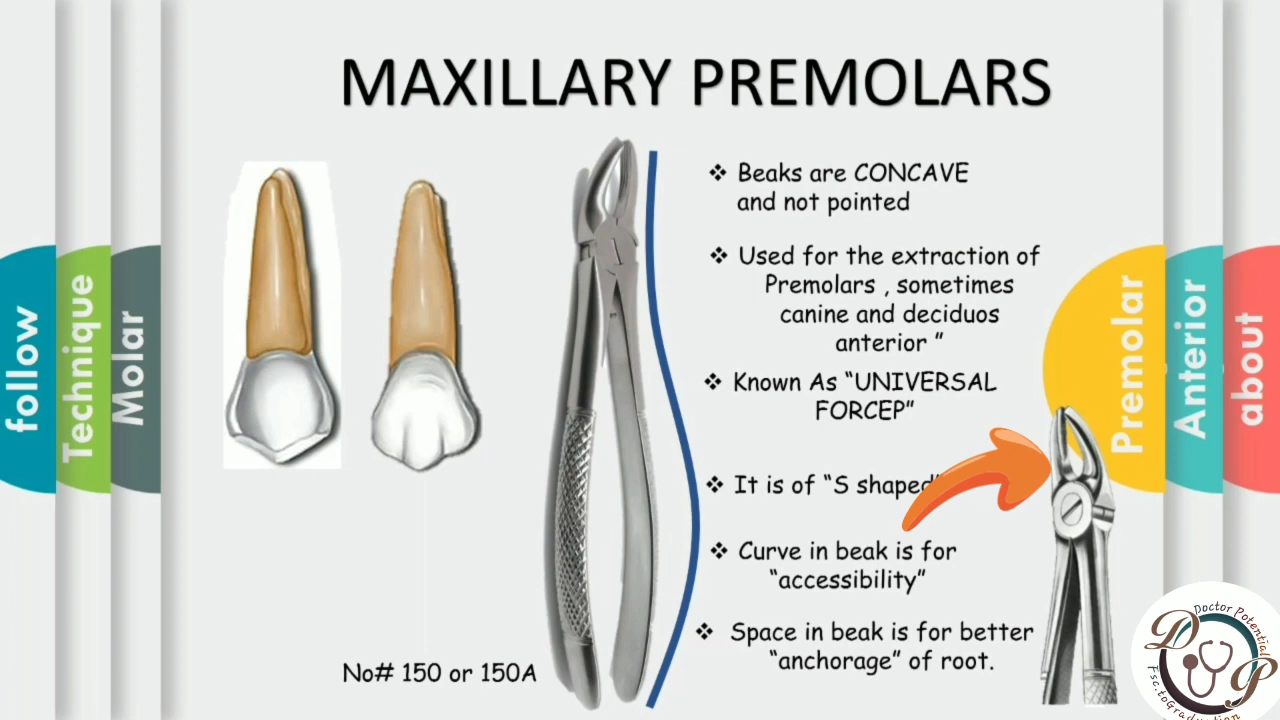 MAXILLARY PREMOLARS
❖ Beaks are CONCAVE
and not pointed
❖ Used for the extraction of
Premolars , sometimes
canine and deciduos
anterior ”
❖ Known As “UNIVERSAL
FORCEP”
❖ It is of “S shaped”
❖ Curve in beak is for
“accessibility”
❖ Space in beak is for better
“anchorage” of root.
No# 150 or 150A
follow
Technique
Molar
Premolar
Anterior
about
Doctor Potential
D P
Fsc.toGraduation